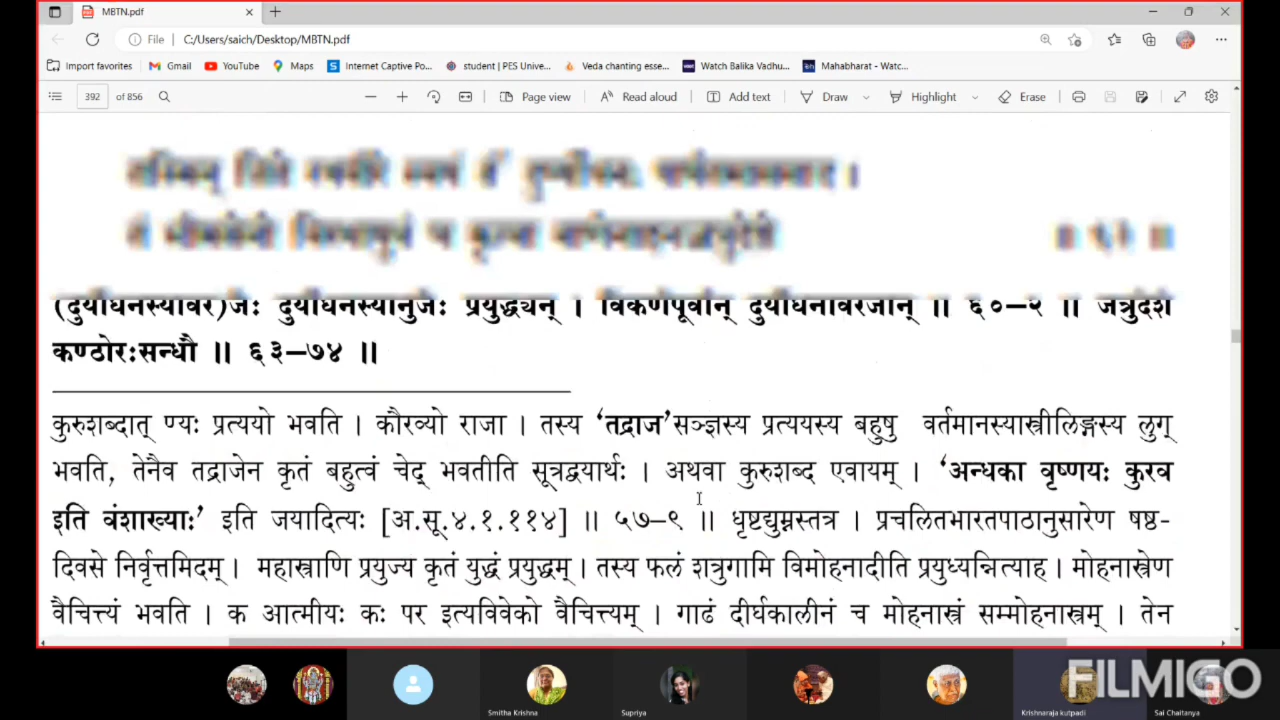 MBTN.pdf
File C:/Users/saich/Desktop/MBTN.pdf
Import favorites Gmail YouTube Maps Internet Captive Po... student | PES Unive... Veda chanting esse... Watch Balika Vadhu... Mahabharat - Watc...
392 of 856 Page view Read aloud Add text Draw Highlight Erase
(दुर्योधनस्यावर)जः दुर्योधनस्यानुजः प्रयुद्ध्यन् । विकर्णपूर्वान् दुर्योधनावरजान् ॥ ६०–२ ॥ जत्रुदेशे
कण्ठोरःसन्धौ ॥ ६३–७४ ॥
कुरुशब्दात् ण्यः प्रत्ययो भवति । कौरव्यो राजा । तस्य ‘तद्राज’सञ्ज्ञस्य प्रत्ययस्य बहुषु वर्तमानस्यास्त्रीलिङ्गस्य लुग्
भवति, तेनैव तद्राजेन कृतं बहुत्वं चेद् भवतीति सूत्रद्वयार्थः । अथवा कुरुशब्द एवायम् । ‘अन्धका वृष्णयः कुरव
इति वंशाख्याः’ इति जयादित्यः [अ.सू.४.१.११४] ॥ ५७–९ ॥ धृष्टद्युम्नस्तत्र । प्रचलितभारतपाठानुसारेण षष्ठ-
दिवसे निर्वृत्तमिदम् । महास्त्राणि प्रयुज्य कृतं युद्धं प्रयुद्धम् । तस्य फलं शत्रुगामि विमोहनादीति प्रयुध्यन्नित्याह । मोहनास्त्रेण
वैचित्त्यं भवति । क आत्मीयः कः पर इत्यविवेको वैचित्त्यम् । गाढं दीर्घकालीनं च मोहनास्त्रं सम्मोहनास्त्रम् । तेन
Smitha Krishna Supriya Krishnaraja kutpadi Sai Chaitanya
FILMIGO